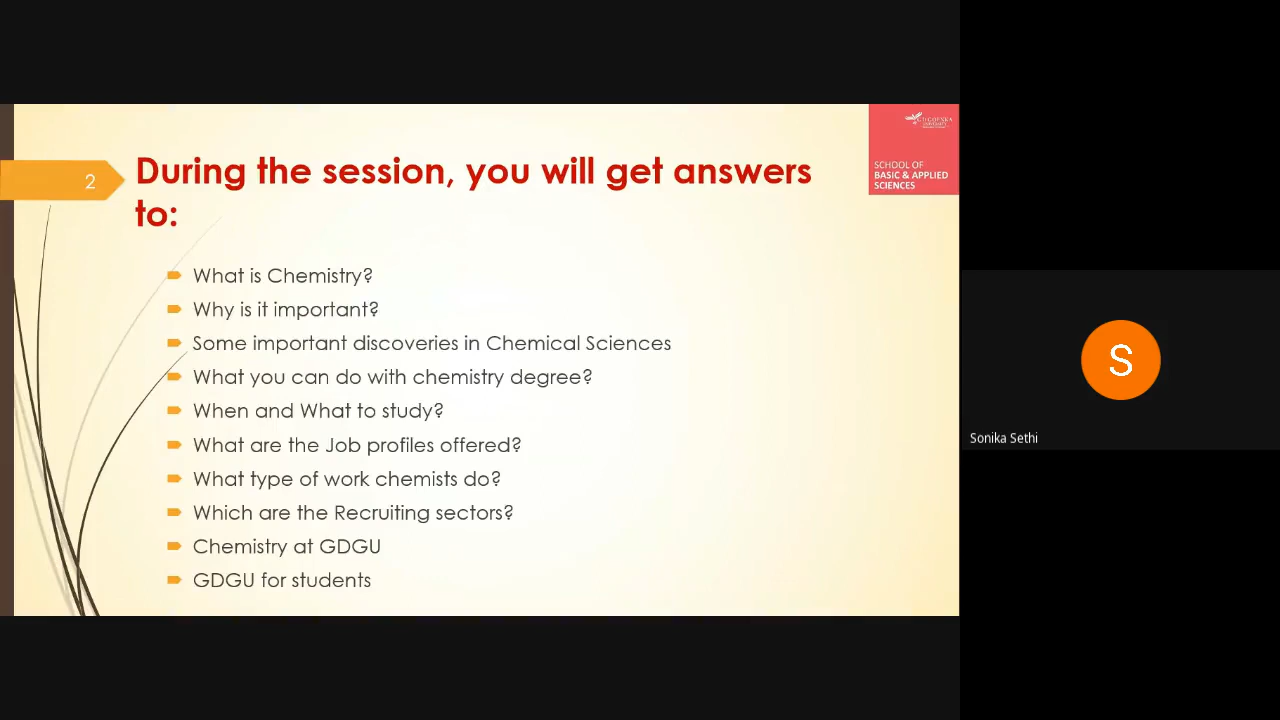 2
During the session, you will get answers
to:
GD GOENKA
UNIVERSITY
SCHOOL OF
BASIC & APPLIED
SCIENCES
What is Chemistry?
Why is it important?
Some important discoveries in Chemical Sciences
What you can do with chemistry degree?
When and What to study?
What are the Job profiles offered?
What type of work chemists do?
Which are the Recruiting sectors?
Chemistry at GDGU
GDGU for students
S
Sonika Sethi